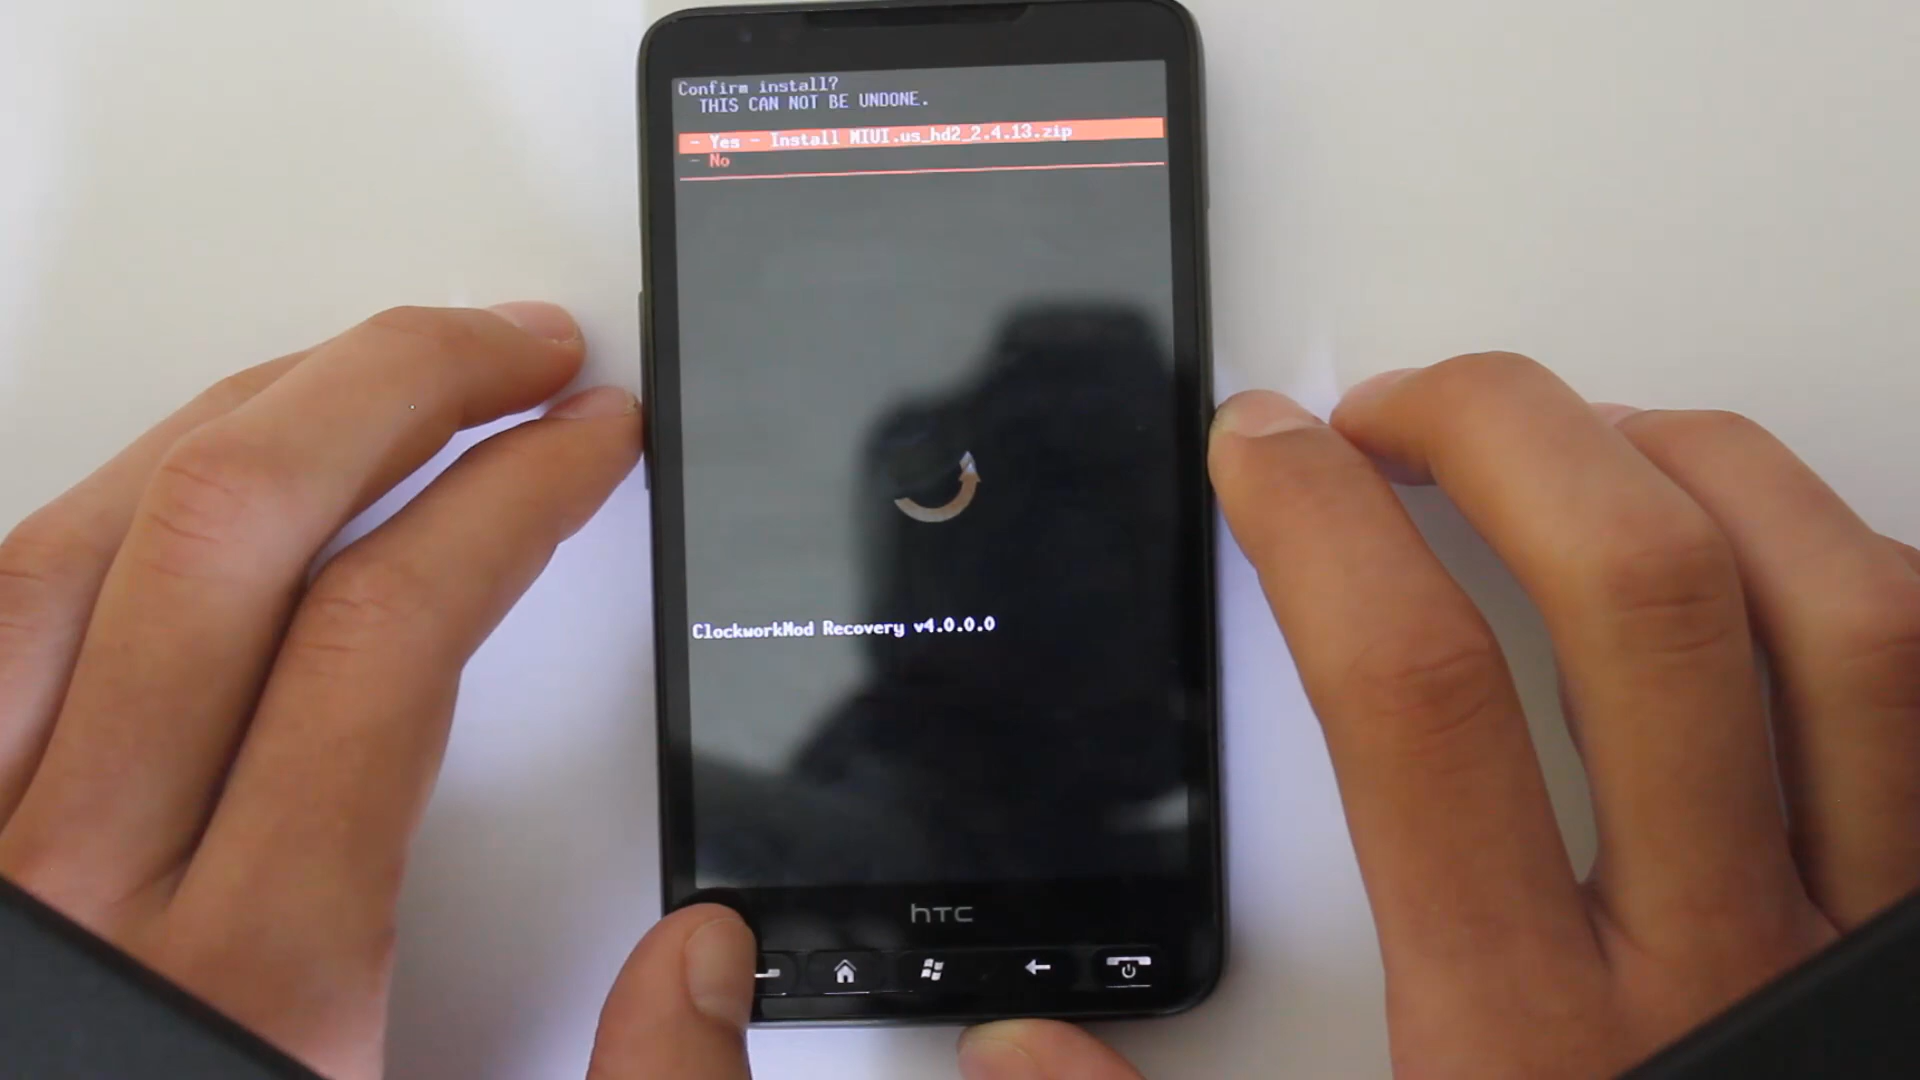 Confirm install?
THIS CAN NOT BE UNDONE.
- Yes - Install MIUI.us_hd2_2.4.13.zip
- No
ClockworkMod Recovery v4.0.0.0
hTC